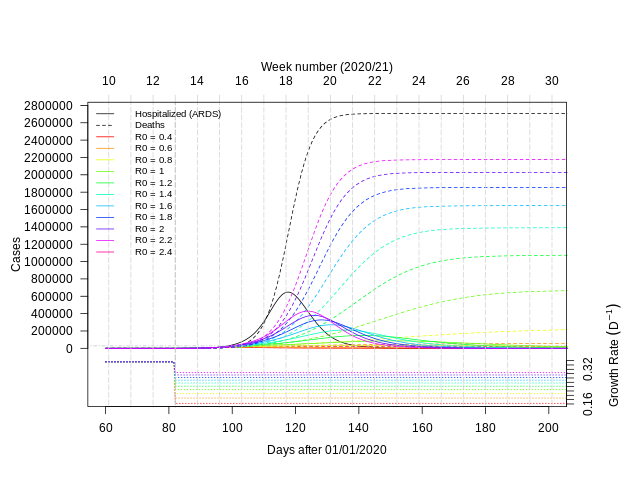 Week number (2020/21)
10 12 14 16 18 20 22 24 26 28 30
2800000
2600000
2400000
2200000
2000000
1800000
1600000
1400000
1200000
1000000
800000
600000
400000
200000
0
Cases
Hospitalized (ARDS)
Deaths
R0 = 0.4
R0 = 0.6
R0 = 0.8
R0 = 1
R0 = 1.2
R0 = 1.4
R0 = 1.6
R0 = 1.8
R0 = 2
R0 = 2.2
R0 = 2.4
0.32
0.16
Growth Rate (D⁻¹)
60 80 100 120 140 160 180 200
Days after 01/01/2020